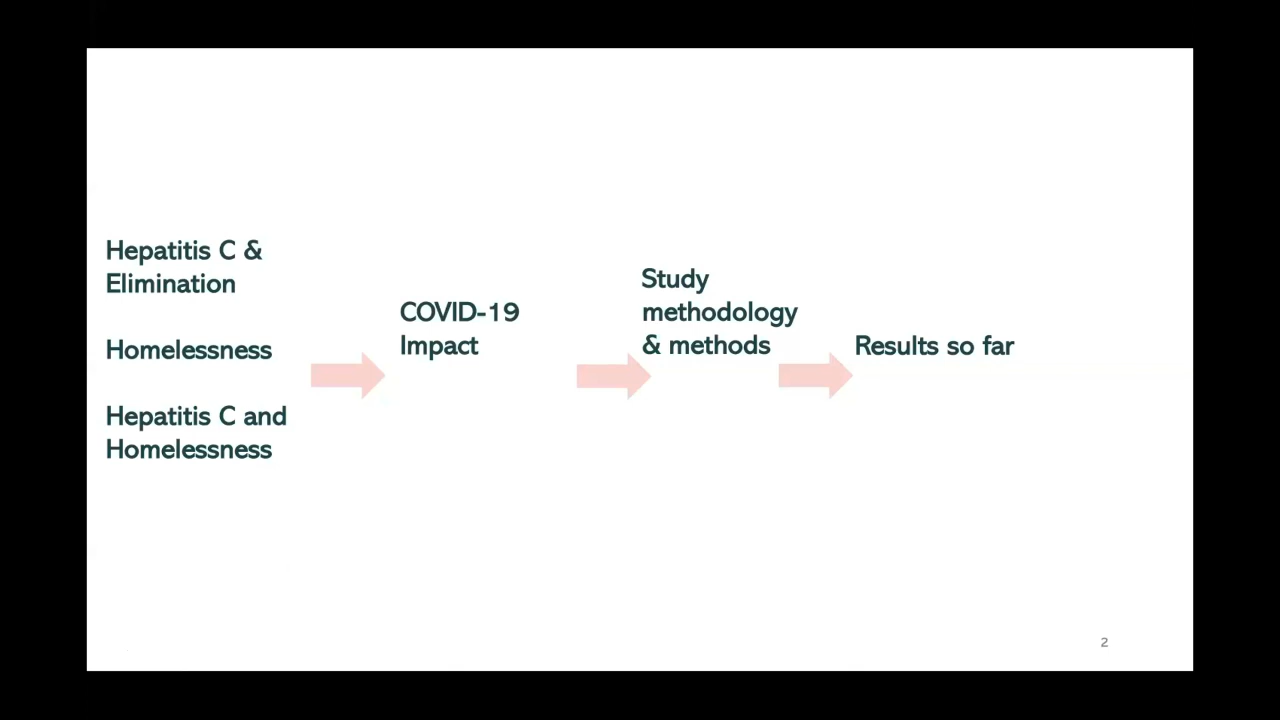 Hepatitis C &
Elimination
Homelessness
Hepatitis C and
Homelessness
COVID-19
Impact
Study
methodology
& methods
Results so far
2